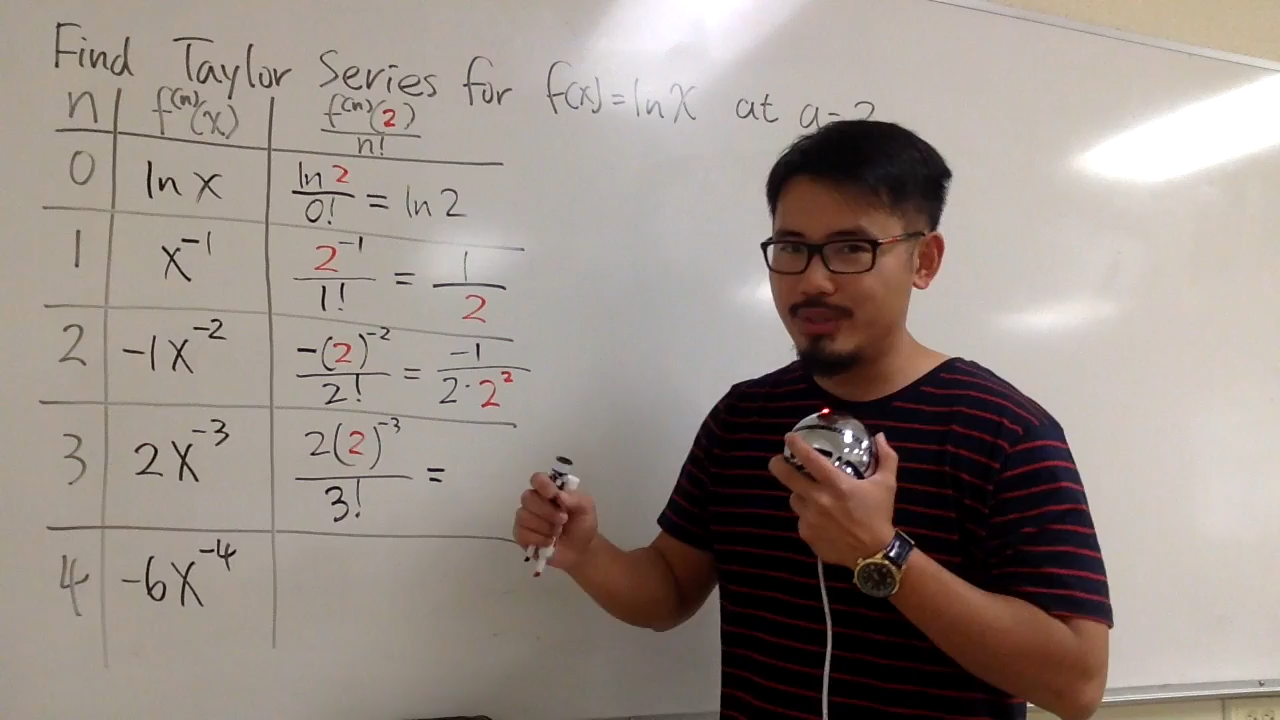 Find Taylor Series for f(x)=ln x at a=2
n f⁽ⁿ⁾(x) f⁽ⁿ⁾(2)/n!
0 ln x ln 2/0! = ln 2
1 x⁻¹ 2⁻¹/1! = 1/2
2 -1x⁻² -(2)⁻²/2! = -1/2·2²
3 2x⁻³ 2(2)⁻³/3! =
4 -6x⁻⁴